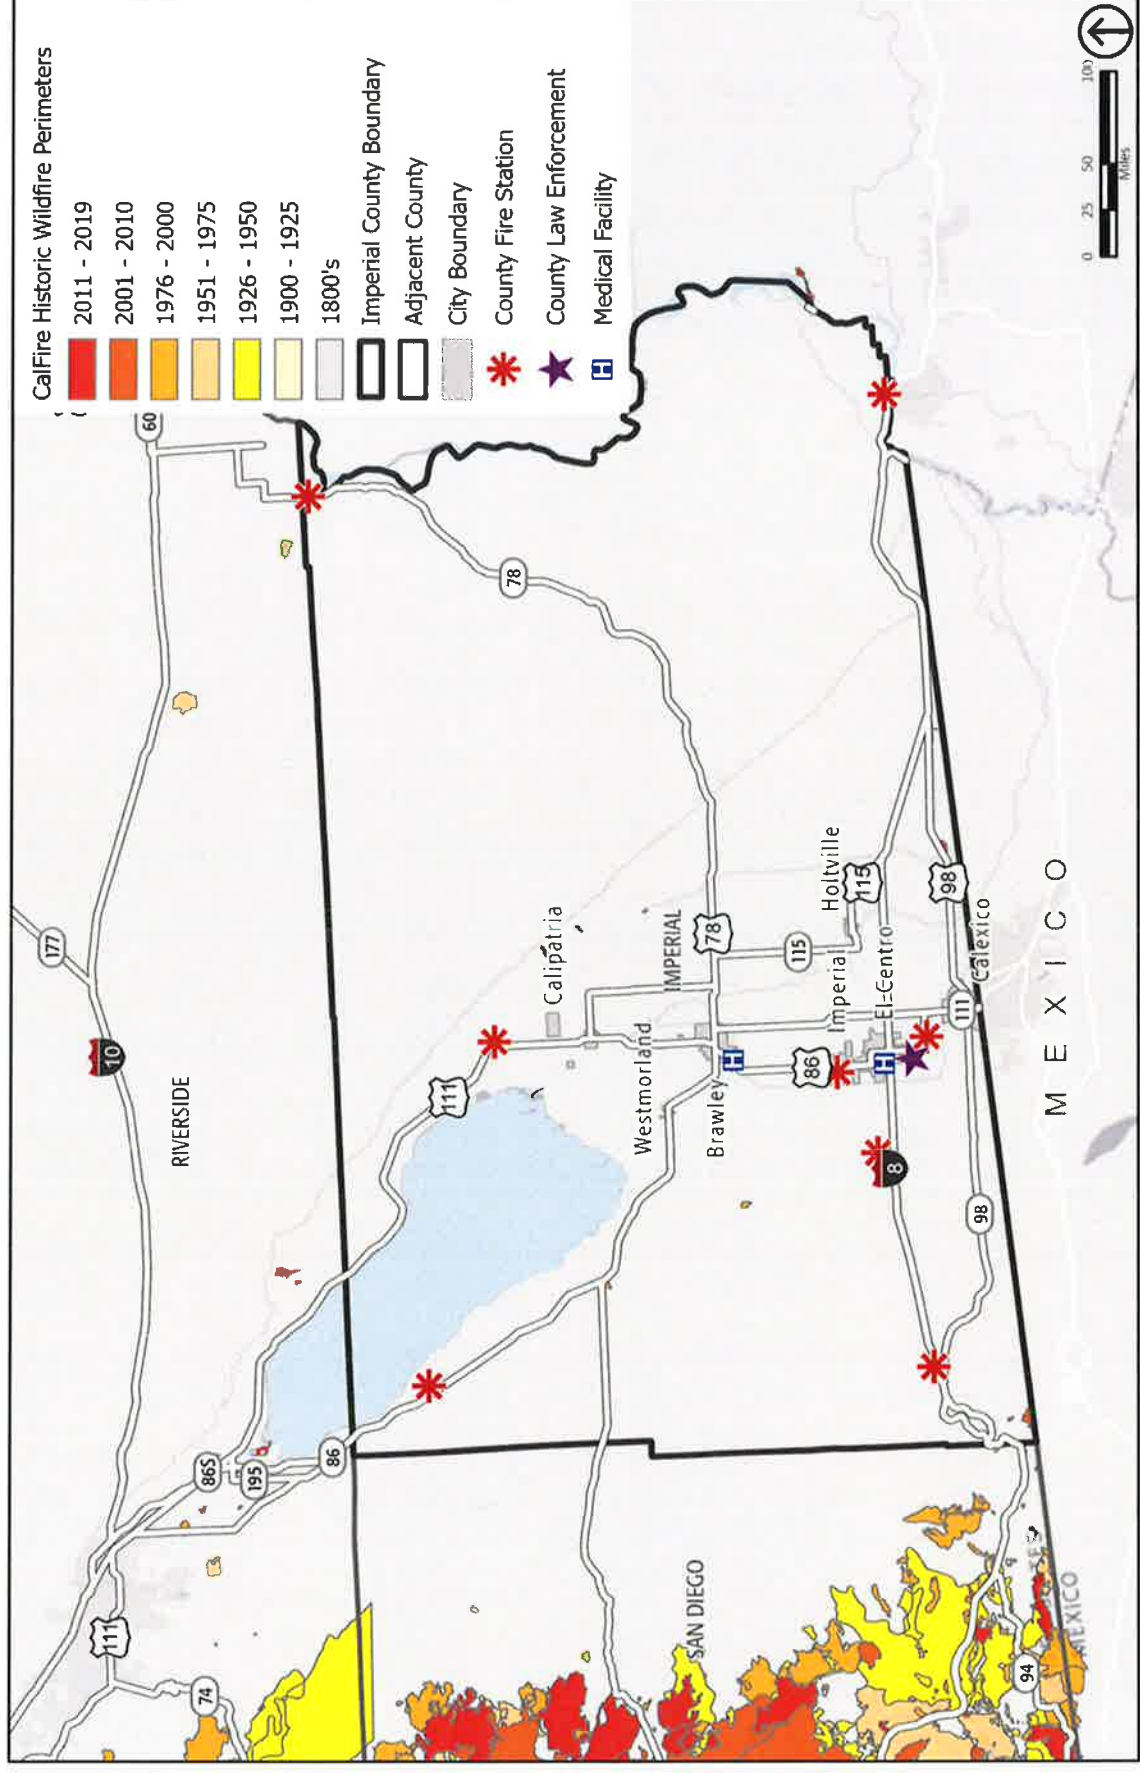 CalFire Historic Wildfire Perimeters
2011 - 2019
2001 - 2010
1976 - 2000
1951 - 1975
1926 - 1950
1900 - 1925
1800's
Imperial County Boundary
Adjacent County
City Boundary
County Fire Station
County Law Enforcement
H Medical Facility
60
177
10
RIVERSIDE
111
74
86S
195
86
111
78
Calipatria
IMPERIAL
Westmorland
Brawley
H
78
115
86
Imperial
Holtville
115
El Centro
H
8
98
111
Calexico
98
SAN DIEGO
94
MEXICO
MEXICO
0 25 50 100
Miles